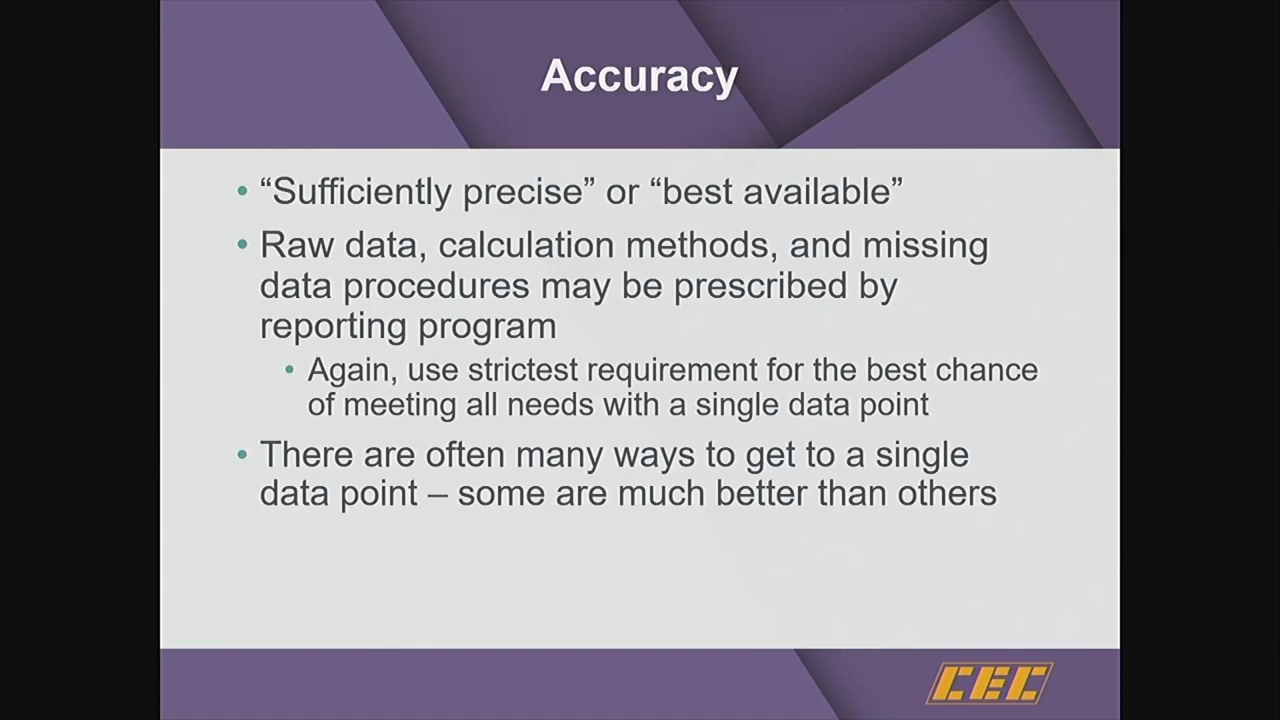 Accuracy
• “Sufficiently precise” or “best available”
• Raw data, calculation methods, and missing
data procedures may be prescribed by
reporting program
• Again, use strictest requirement for the best chance
of meeting all needs with a single data point
• There are often many ways to get to a single
data point – some are much better than others
CEC